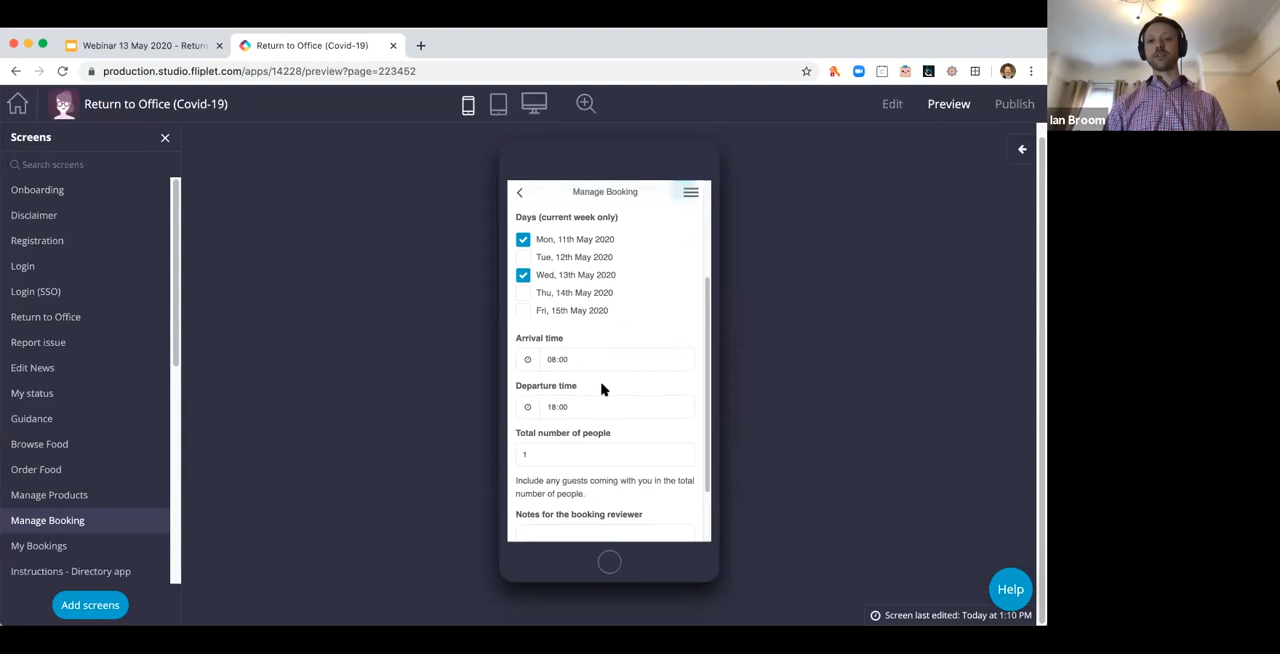 Webinar 13 May 2020 - Return
Return to Office (Covid-19)
production.studio.fliplet.com/apps/14228/preview?page=223452
Return to Office (Covid-19)
Edit
Preview
Publish
Ian Broom
Screens
Search screens
Onboarding
Disclaimer
Registration
Login
Login (SSO)
Return to Office
Report issue
Edit News
My status
Guidance
Browse Food
Order Food
Manage Products
Manage Booking
My Bookings
Instructions - Directory app
Add screens
Manage Booking
Days (current week only)
Mon, 11th May 2020
Tue, 12th May 2020
Wed, 13th May 2020
Thu, 14th May 2020
Fri, 15th May 2020
Arrival time
08:00
Departure time
18:00
Total number of people
1
Include any guests coming with you in the total
number of people.
Notes for the booking reviewer
Help
Screen last edited: Today at 1:10 PM